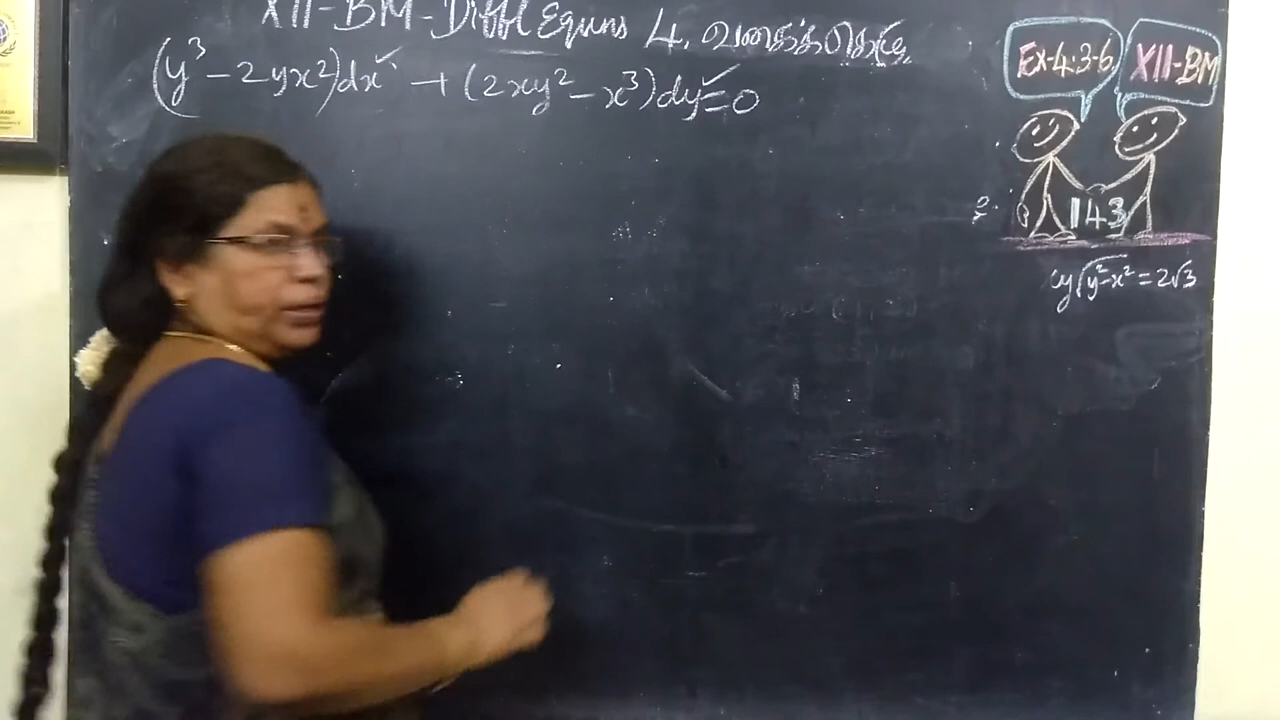 XII-BM-Diffl Equns 4. வகைக்கெழு
(y³ - 2yx²)dx + (2xy² - x³)dy = 0
Ex-4.3-6
XII-BM
143
xy√y²-x² = 2√3